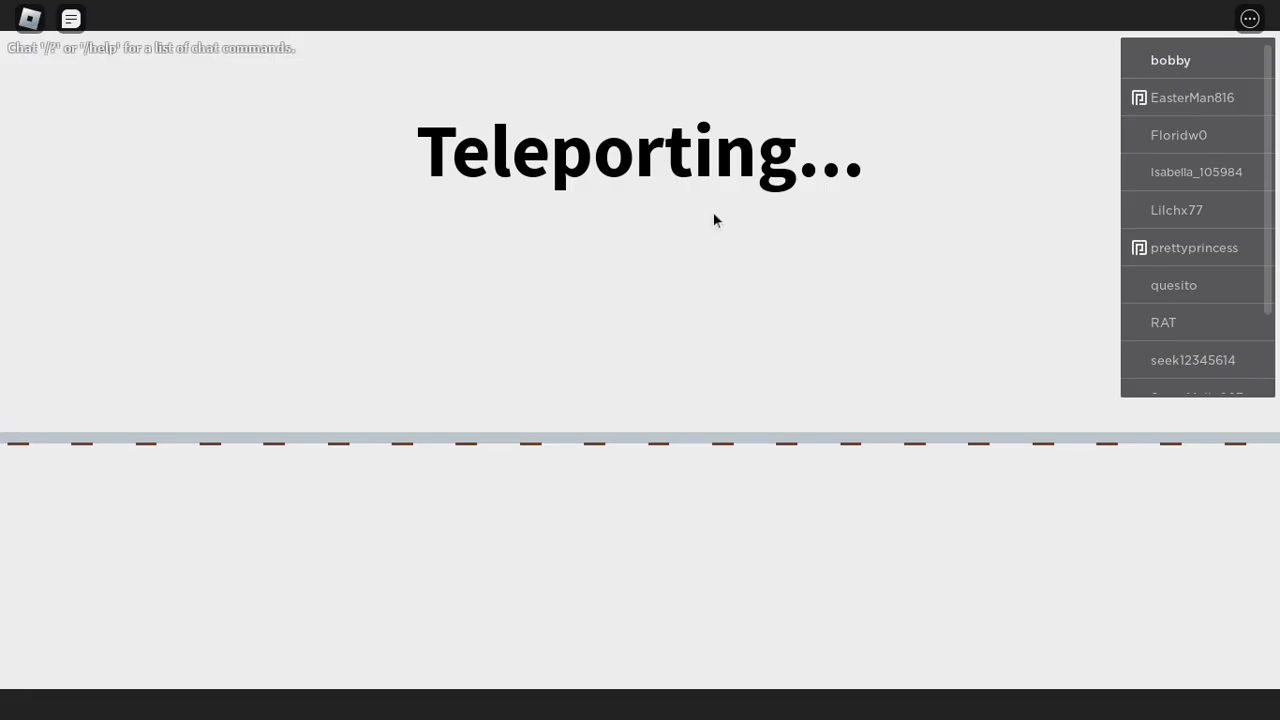 Chat '/?' or '/help' for a list of chat commands.
Teleporting...
bobby
EasterMan816
Floridw0
Isabella_105984
Lilchx77
prettyprincess
quesito
RAT
seek12345614